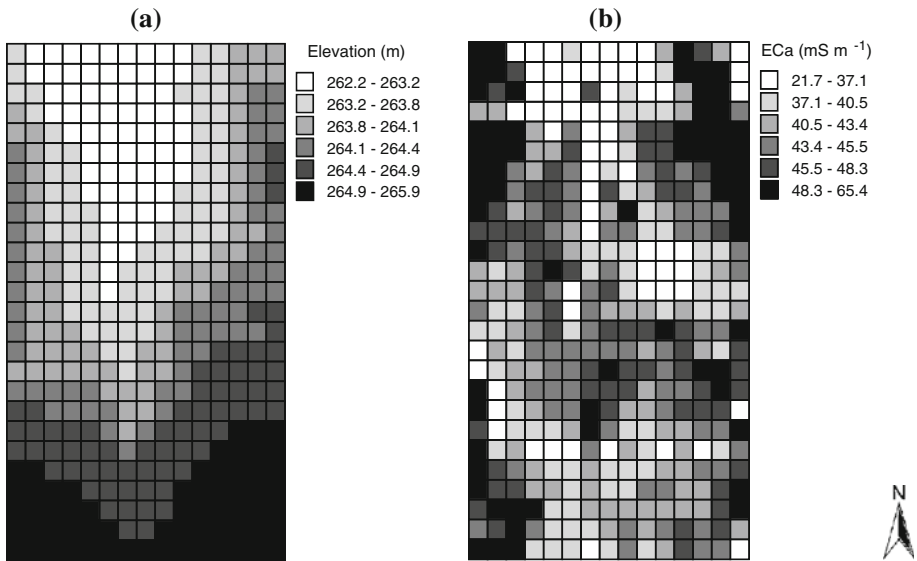 (a)
Elevation (m)
262.2 - 263.2
263.2 - 263.8
263.8 - 264.1
264.1 - 264.4
264.4 - 264.9
264.9 - 265.9
(b)
ECa (mS m ⁻¹)
21.7 - 37.1
37.1 - 40.5
40.5 - 43.4
43.4 - 45.5
45.5 - 48.3
48.3 - 65.4
N